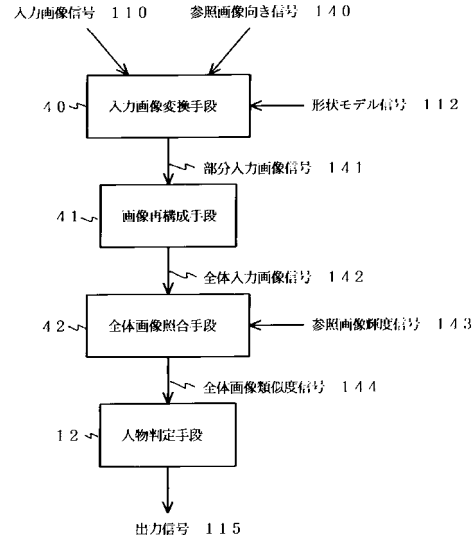 入力画像信号 110
参照画像向き信号 140
40
入力画像変換手段
形状モデル信号 112
部分入力画像信号 141
41
画像再構成手段
全体入力画像信号 142
42
全体画像照合手段
参照画像輝度信号 143
全体画像類似度信号 144
12
人物判定手段
出力信号 115